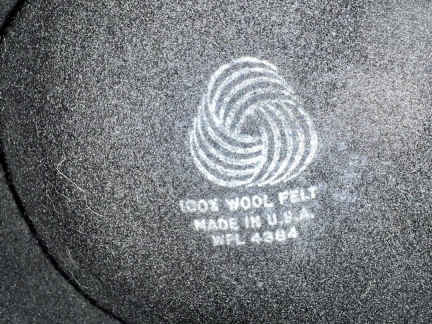 100% WOOL FELT
MADE IN U.S.A.
WPL 4384